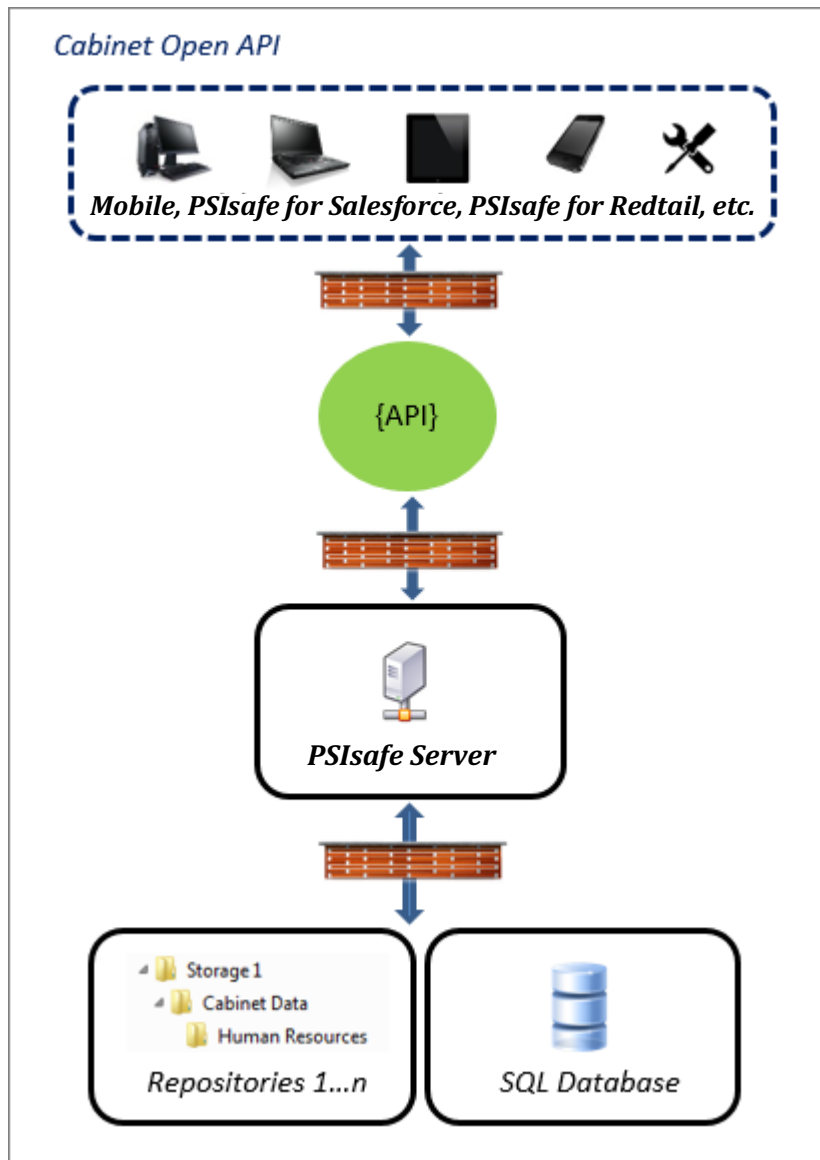 Cabinet Open API
Mobile, PSIsafe for Salesforce, PSIsafe for Redtail, etc.
{API}
PSIsafe Server
Storage 1
Cabinet Data
Human Resources
Repositories 1...n
SQL Database